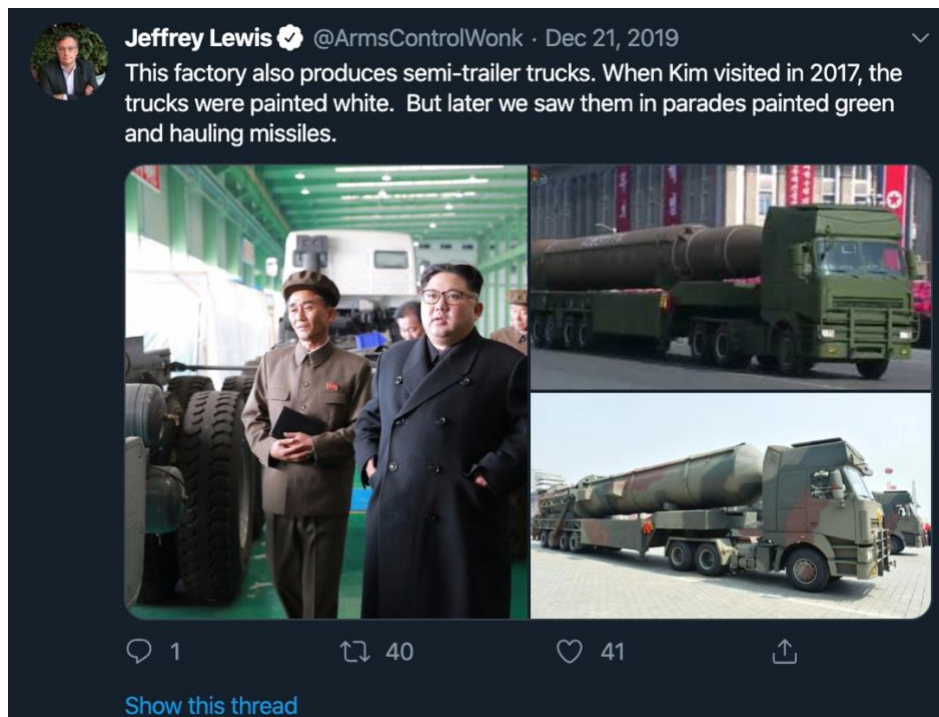 Jeffrey Lewis @ArmsControlWonk · Dec 21, 2019
This factory also produces semi-trailer trucks. When Kim visited in 2017, the
trucks were painted white.  But later we saw them in parades painted green
and hauling missiles.
1 40 41
Show this thread